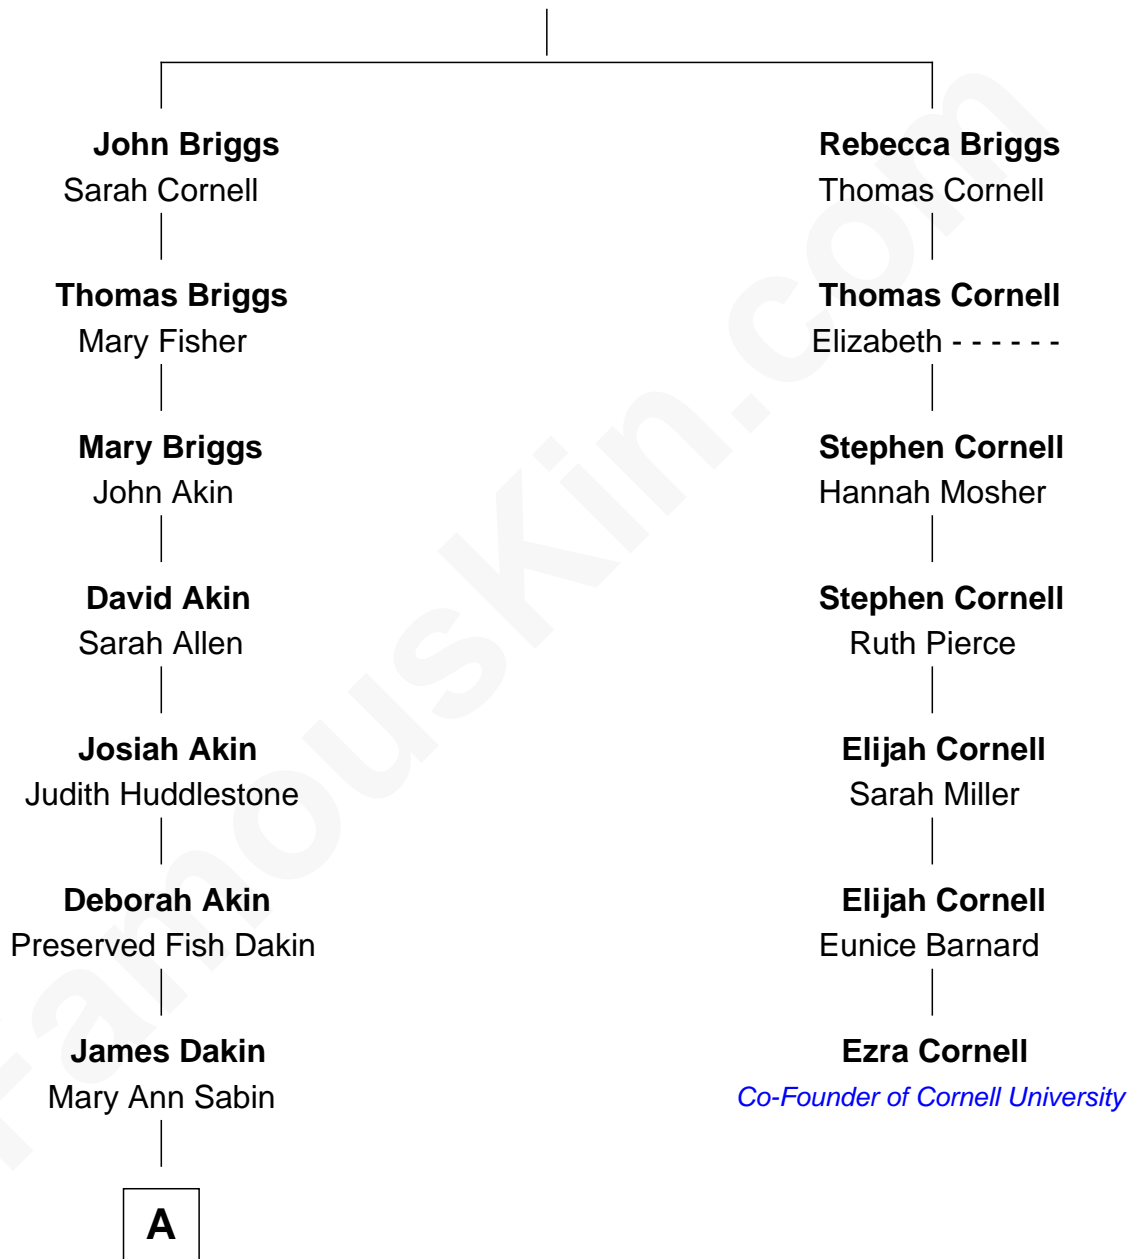 John Briggs
Sarah Cornell
Thomas Briggs
Mary Fisher
Mary Briggs
John Akin
David Akin
Sarah Allen
Josiah Akin
Judith Huddlestone
Deborah Akin
Preserved Fish Dakin
James Dakin
Mary Ann Sabin
A
Rebecca Briggs
Thomas Cornell
Thomas Cornell
Elizabeth - - - - - -
Stephen Cornell
Hannah Mosher
Stephen Cornell
Ruth Pierce
Elijah Cornell
Sarah Miller
Elijah Cornell
Eunice Barnard
Ezra Cornell
Co-Founder of Cornell University
FamousKin.com